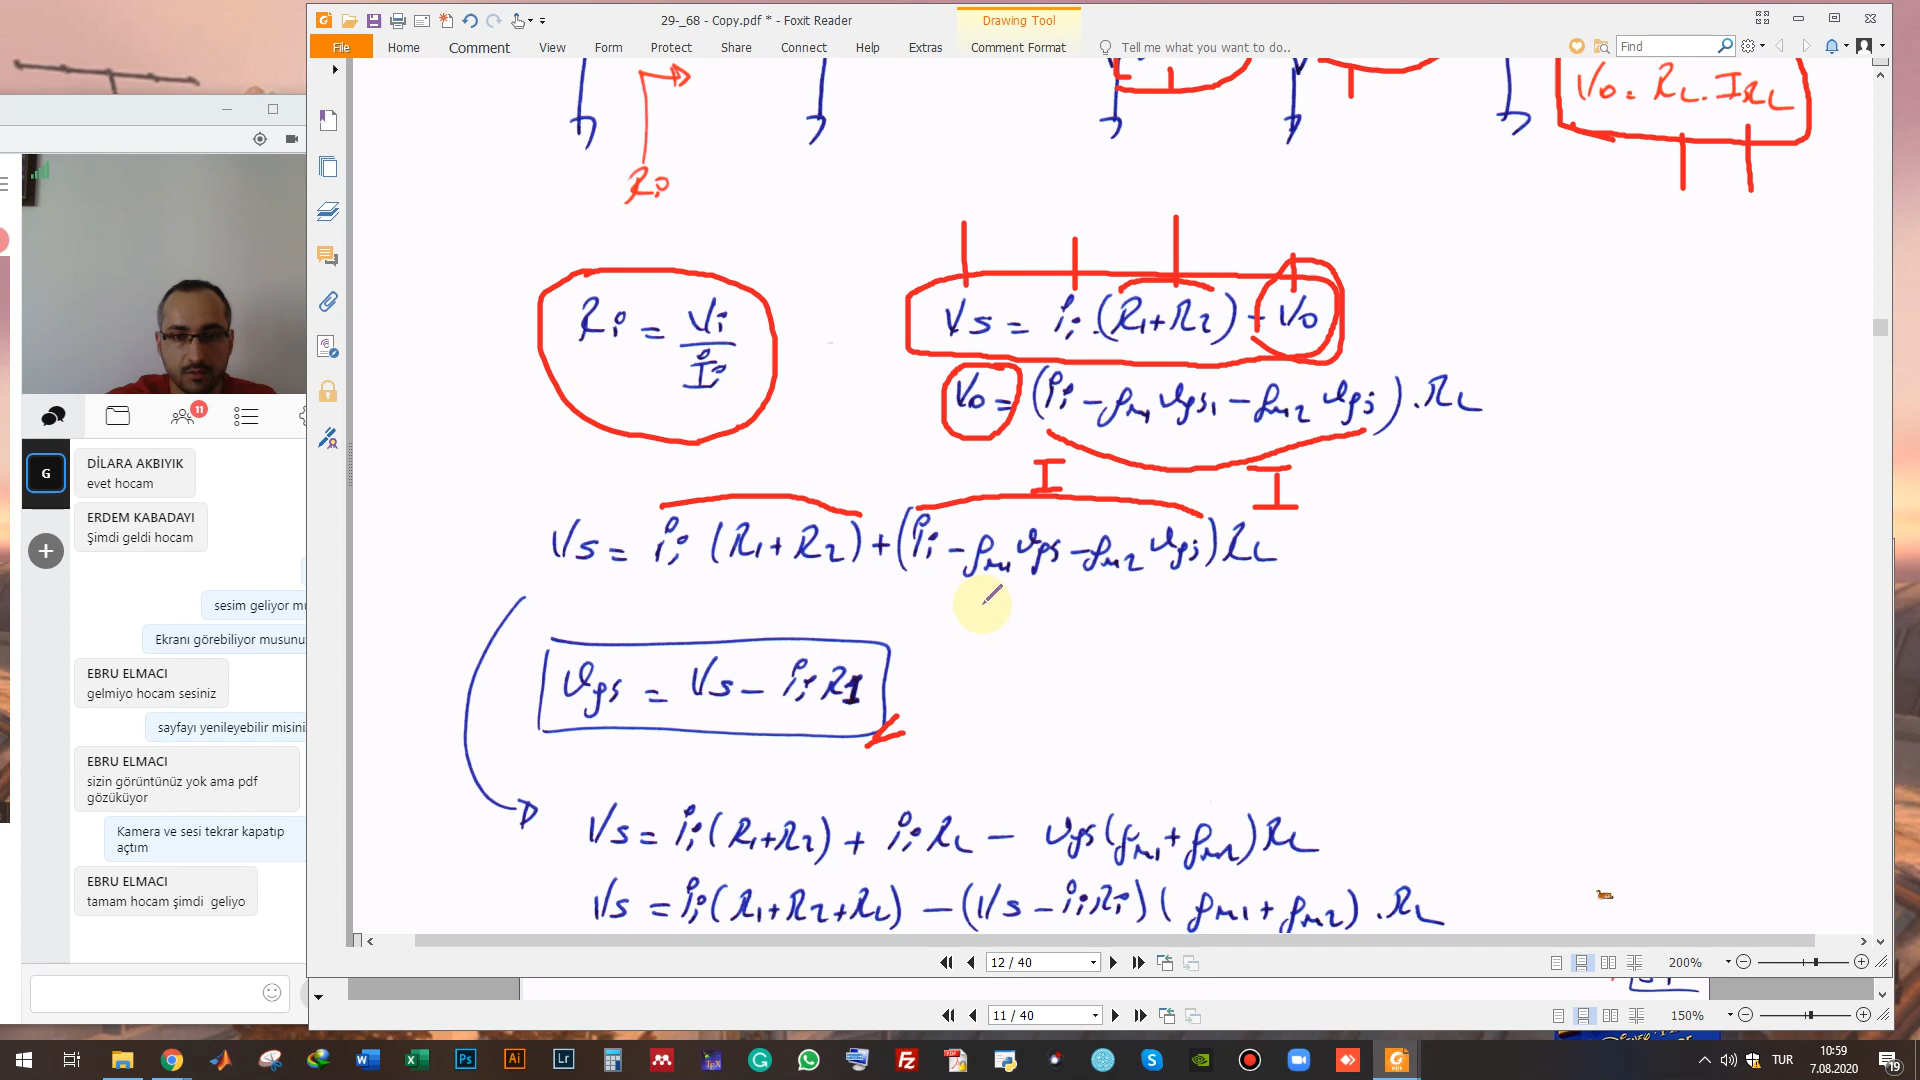 29-_68 - Copy.pdf * - Foxit Reader
Drawing Tool
File Home Comment View Form Protect Share Connect Help Extras Comment Format Tell me what you want to do.. Find
Vo = RL . IRL
Ri
Ri = Vi / Ii
Vs = ii.(R1+R2) + Vo
Vo = (ii - gm1 Vgs1 - gm2 Vgs) . RL
I I
Vs = ii (R1 + R2) + (ii - gm1 Vgs - gm2 Vgs) RL
Vgs = Vs - ii R1
Vs = ii (R1+R2) + ii RL - Vgs (gm1 + gm2) RL
Vs = ii (R1+R2+RL) - (Vs - ii Ri) ( gm1 + gm2) . RL
11
DİLARA AKBIYIK
evet hocam
G
ERDEM KABADAYI
Şimdi geldi hocam
sesim geliyor mu
Ekranı görebiliyor musunu
EBRU ELMACI
gelmiyo hocam sesiniz
sayfayı yenileyebilir misini
EBRU ELMACI
sizin görüntünüz yok ama pdf
gözüküyor
Kamera ve sesi tekrar kapatıp
açtım
EBRU ELMACI
tamam hocam şimdi geliyo
12 / 40
200%
11 / 40
150%
TUR
10:59
7.08.2020
19